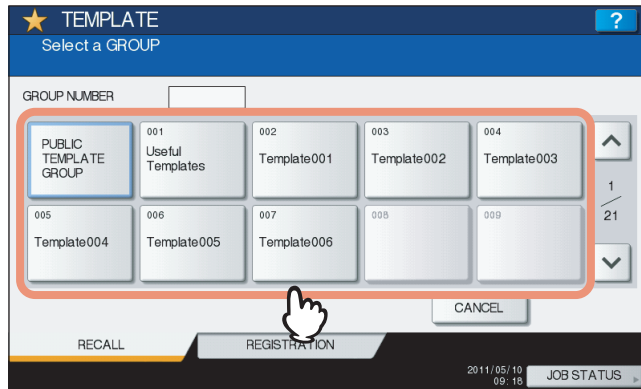 TEMPLATE
?
Select a GROUP
GROUP NUMBER
PUBLIC
TEMPLATE
GROUP
001
Useful
Templates
002
Template001
003
Template002
004
Template003
1
21
005
Template004
006
Template005
007
Template006
008
009
CANCEL
RECALL
REGISTRATION
2011/05/10
09:18
JOB STATUS